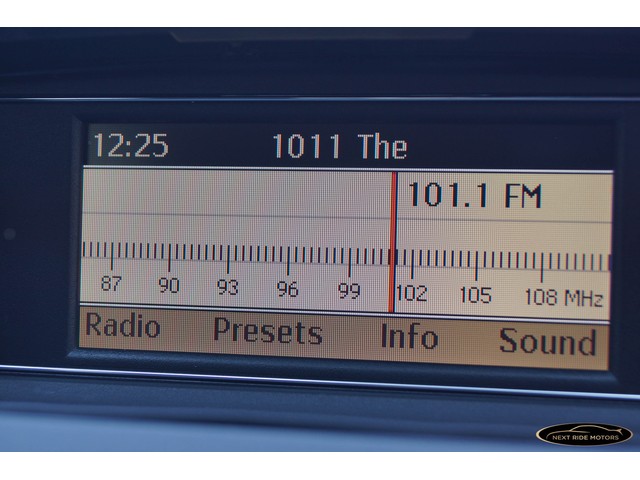 12:25 1011 The
101.1 FM
87 90 93 96 99 102 105 108 MHz
Radio Presets Info Sound
NEXT RIDE MOTORS